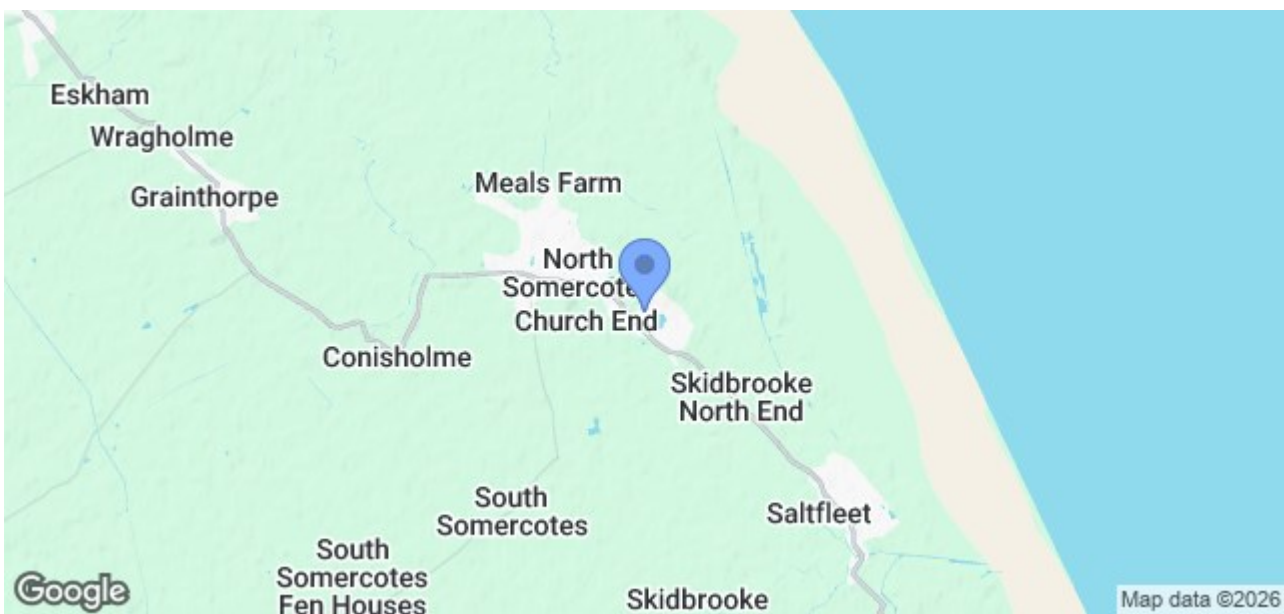 Eskham
Wragholme
Grainthorpe
Meals Farm
North
Somercote
Church End
Conisholme
Skidbrooke
North End
South
Somercotes
Saltfleet
South
Somercotes
Fen Houses
Skidbrooke
Google
Map data ©2026